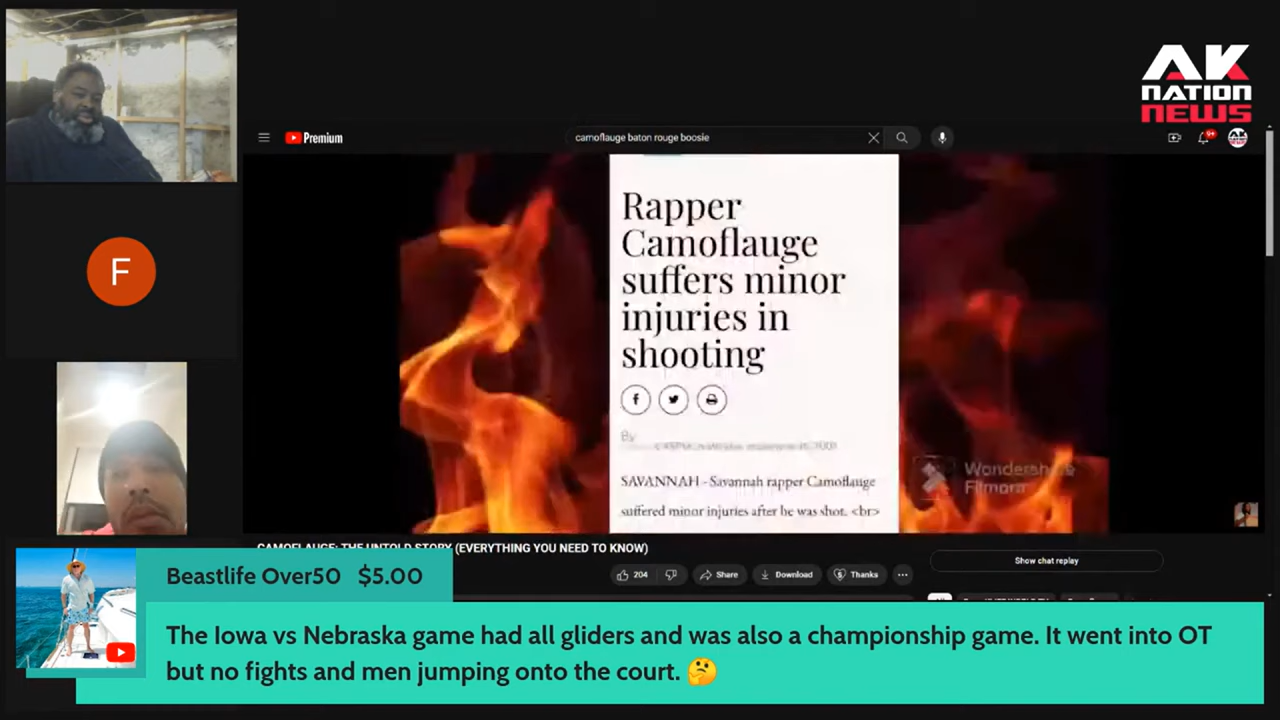 AK
NATION
NEWS
Premium
camoflauge baton rouge boosie
9+
Rapper
Camoflauge
suffers minor
injuries in
shooting
F
By
SAVANNAH - Savannah rapper Camoflauge
suffered minor injuries after he was shot. <br>
Wondershare
Filmora
CAMOFLAUGE: THE UNTOLD STORY (EVERYTHING YOU NEED TO KNOW)
Show chat replay
204
Share
Download
Thanks
Beastlife Over50 $5.00
The Iowa vs Nebraska game had all gliders and was also a championship game. It went into OT
but no fights and men jumping onto the court. 🤔